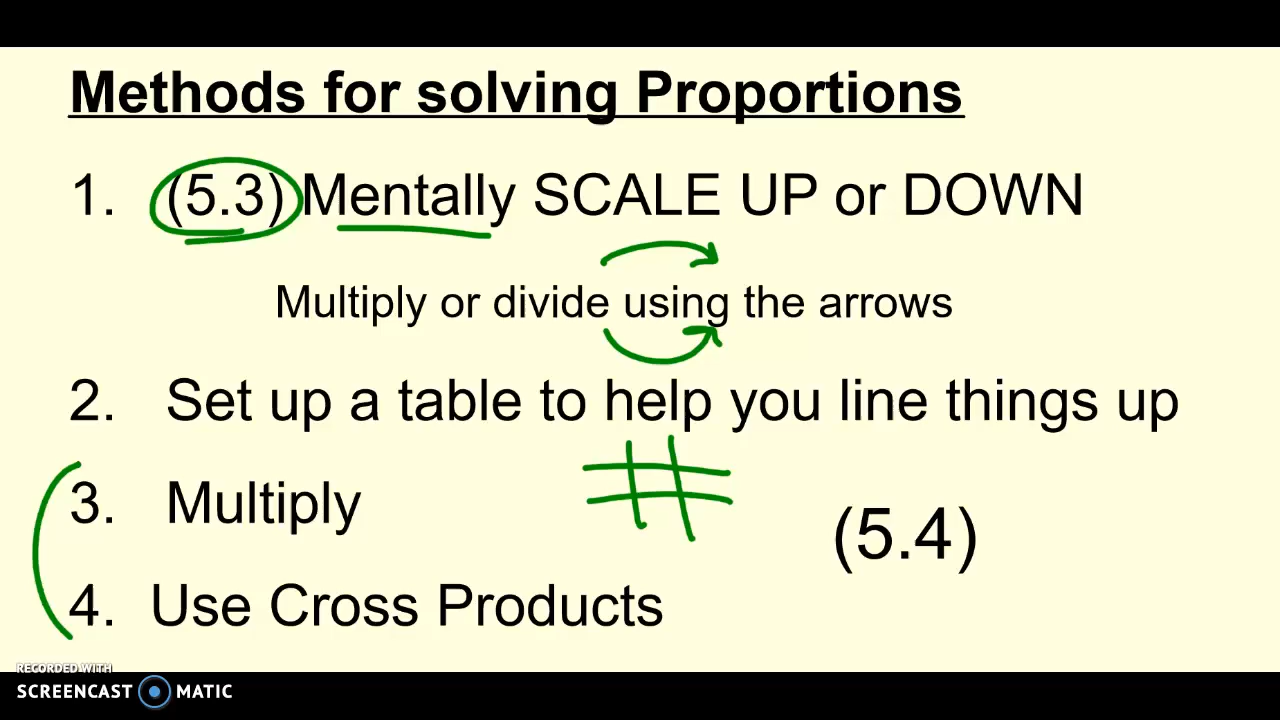 Methods for solving Proportions
1. (5.3) Mentally SCALE UP or DOWN
Multiply or divide using the arrows
2. Set up a table to help you line things up
3. Multiply
(5.4)
4. Use Cross Products
RECORDED WITH
SCREENCAST MATIC